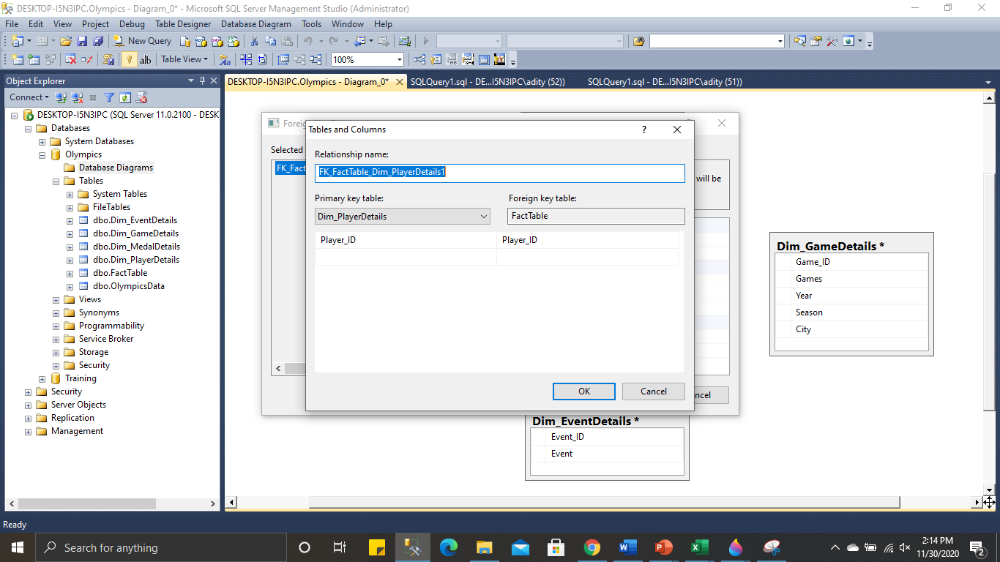 DESKTOP-I5N3IPC.Olympics - Diagram_0* - Microsoft SQL Server Management Studio (Administrator)
File Edit View Project Debug Table Designer Database Diagram Tools Window Help
New Query
ab| Table View 100%
Object Explorer
Connect
DESKTOP-I5N3IPC (SQL Server 11.0.2100 - DESK
Databases
System Databases
Olympics
Database Diagrams
Tables
System Tables
FileTables
dbo.Dim_EventDetails
dbo.Dim_GameDetails
dbo.Dim_MedalDetails
dbo.Dim_PlayerDetails
dbo.FactTable
dbo.OlympicsData
Views
Synonyms
Programmability
Service Broker
Storage
Security
Training
Security
Server Objects
Replication
Management
DESKTOP-I5N3IPC.Olympics - Diagram_0* SQLQuery1.sql - DE...I5N3IPC\adity (52)) SQLQuery1.sql - DE...I5N3IPC\adity (51))
Foreig
Selected
FK_Fact
will be
ncel
Tables and Columns ?
Relationship name:
FK_FactTable_Dim_PlayerDetails1
Primary key table: Foreign key table:
Dim_PlayerDetails FactTable
Player_ID Player_ID
OK Cancel
Dim_GameDetails *
Game_ID
Games
Year
Season
City
Dim_EventDetails *
Event_ID
Event
Ready
Search for anything
2:14 PM
11/30/2020
2